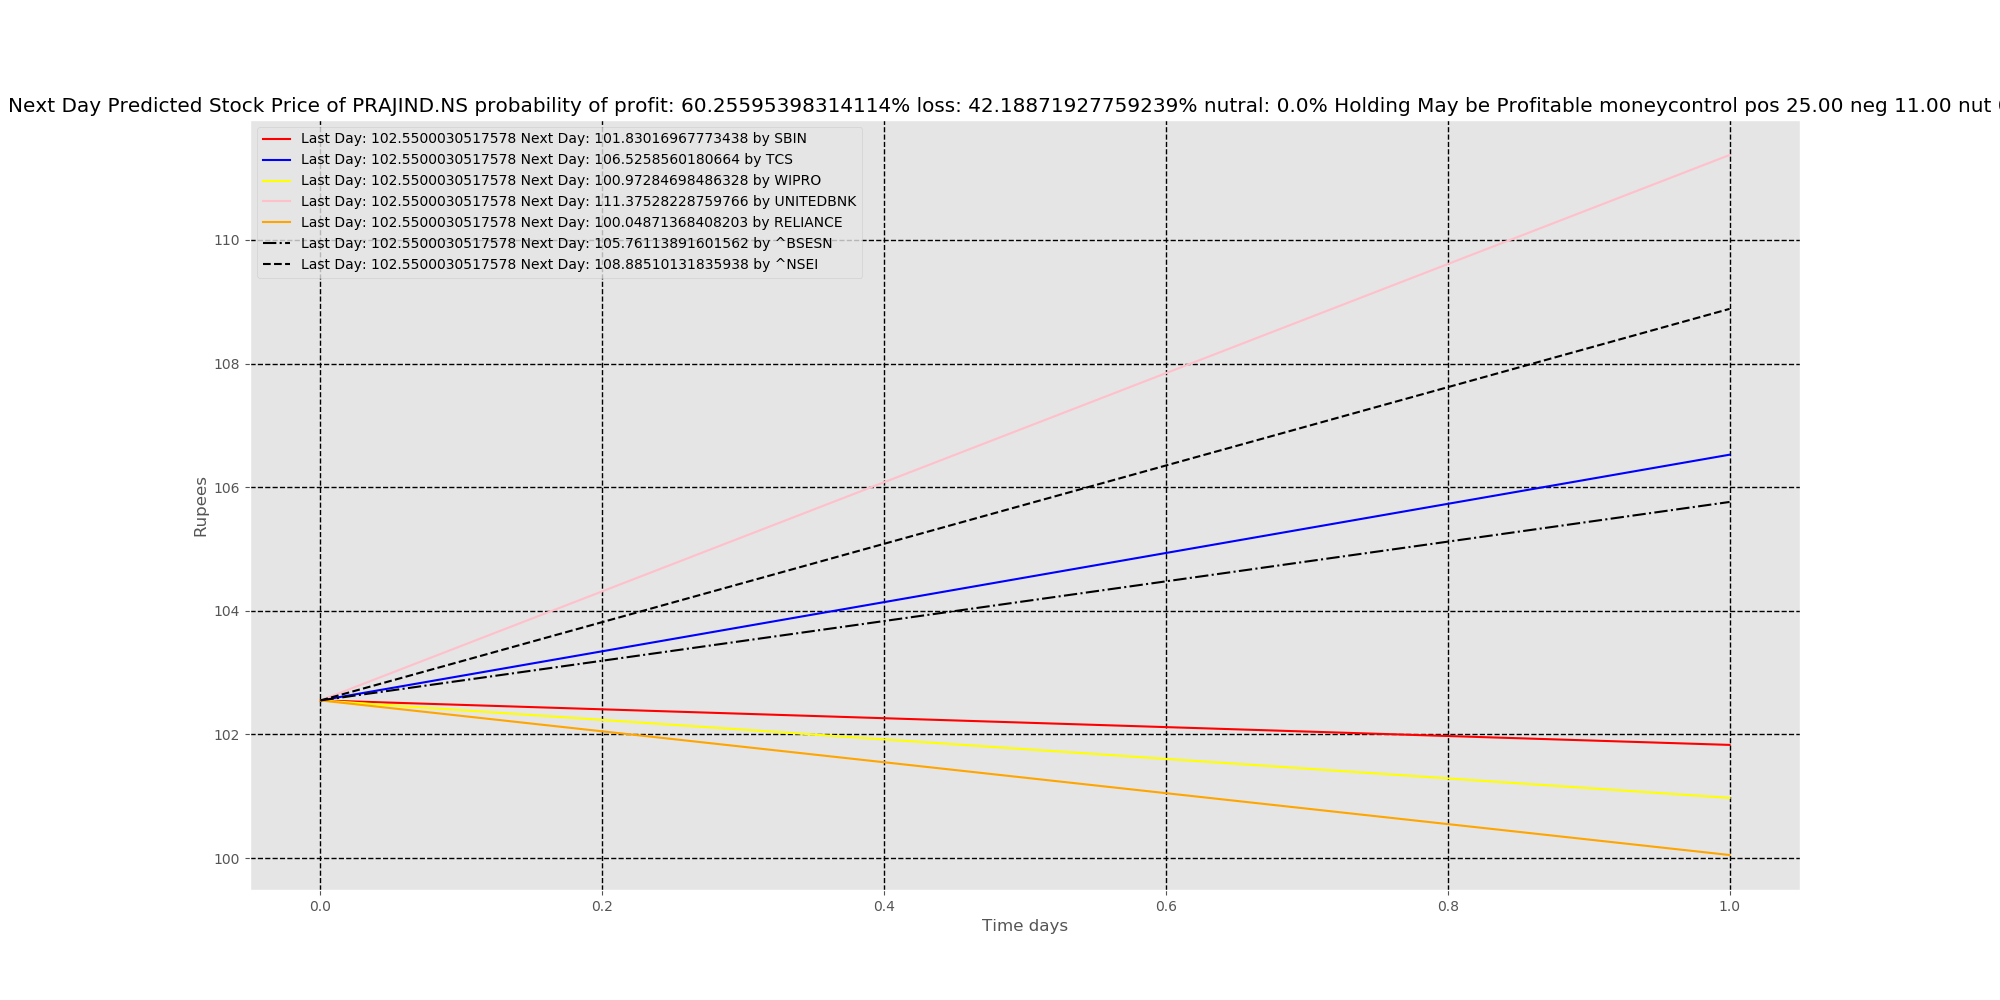 Next Day Predicted Stock Price of PRAJIND.NS probability of profit: 60.25595398314114% loss: 42.18871927759239% nutral: 0.0% Holding May be Profitable moneycontrol pos 25.00 neg 11.00 nut
Last Day: 102.5500030517578 Next Day: 101.83016967773438 by SBIN
Last Day: 102.5500030517578 Next Day: 106.5258560180664 by TCS
Last Day: 102.5500030517578 Next Day: 100.97284698486328 by WIPRO
Last Day: 102.5500030517578 Next Day: 111.37528228759766 by UNITEDBNK
Last Day: 102.5500030517578 Next Day: 100.04871368408203 by RELIANCE
Last Day: 102.5500030517578 Next Day: 105.76113891601562 by ^BSESN
Last Day: 102.5500030517578 Next Day: 108.88510131835938 by ^NSEI
110
108
106
104
102
100
Rupees
0.0 0.2 0.4 0.6 0.8 1.0
Time days